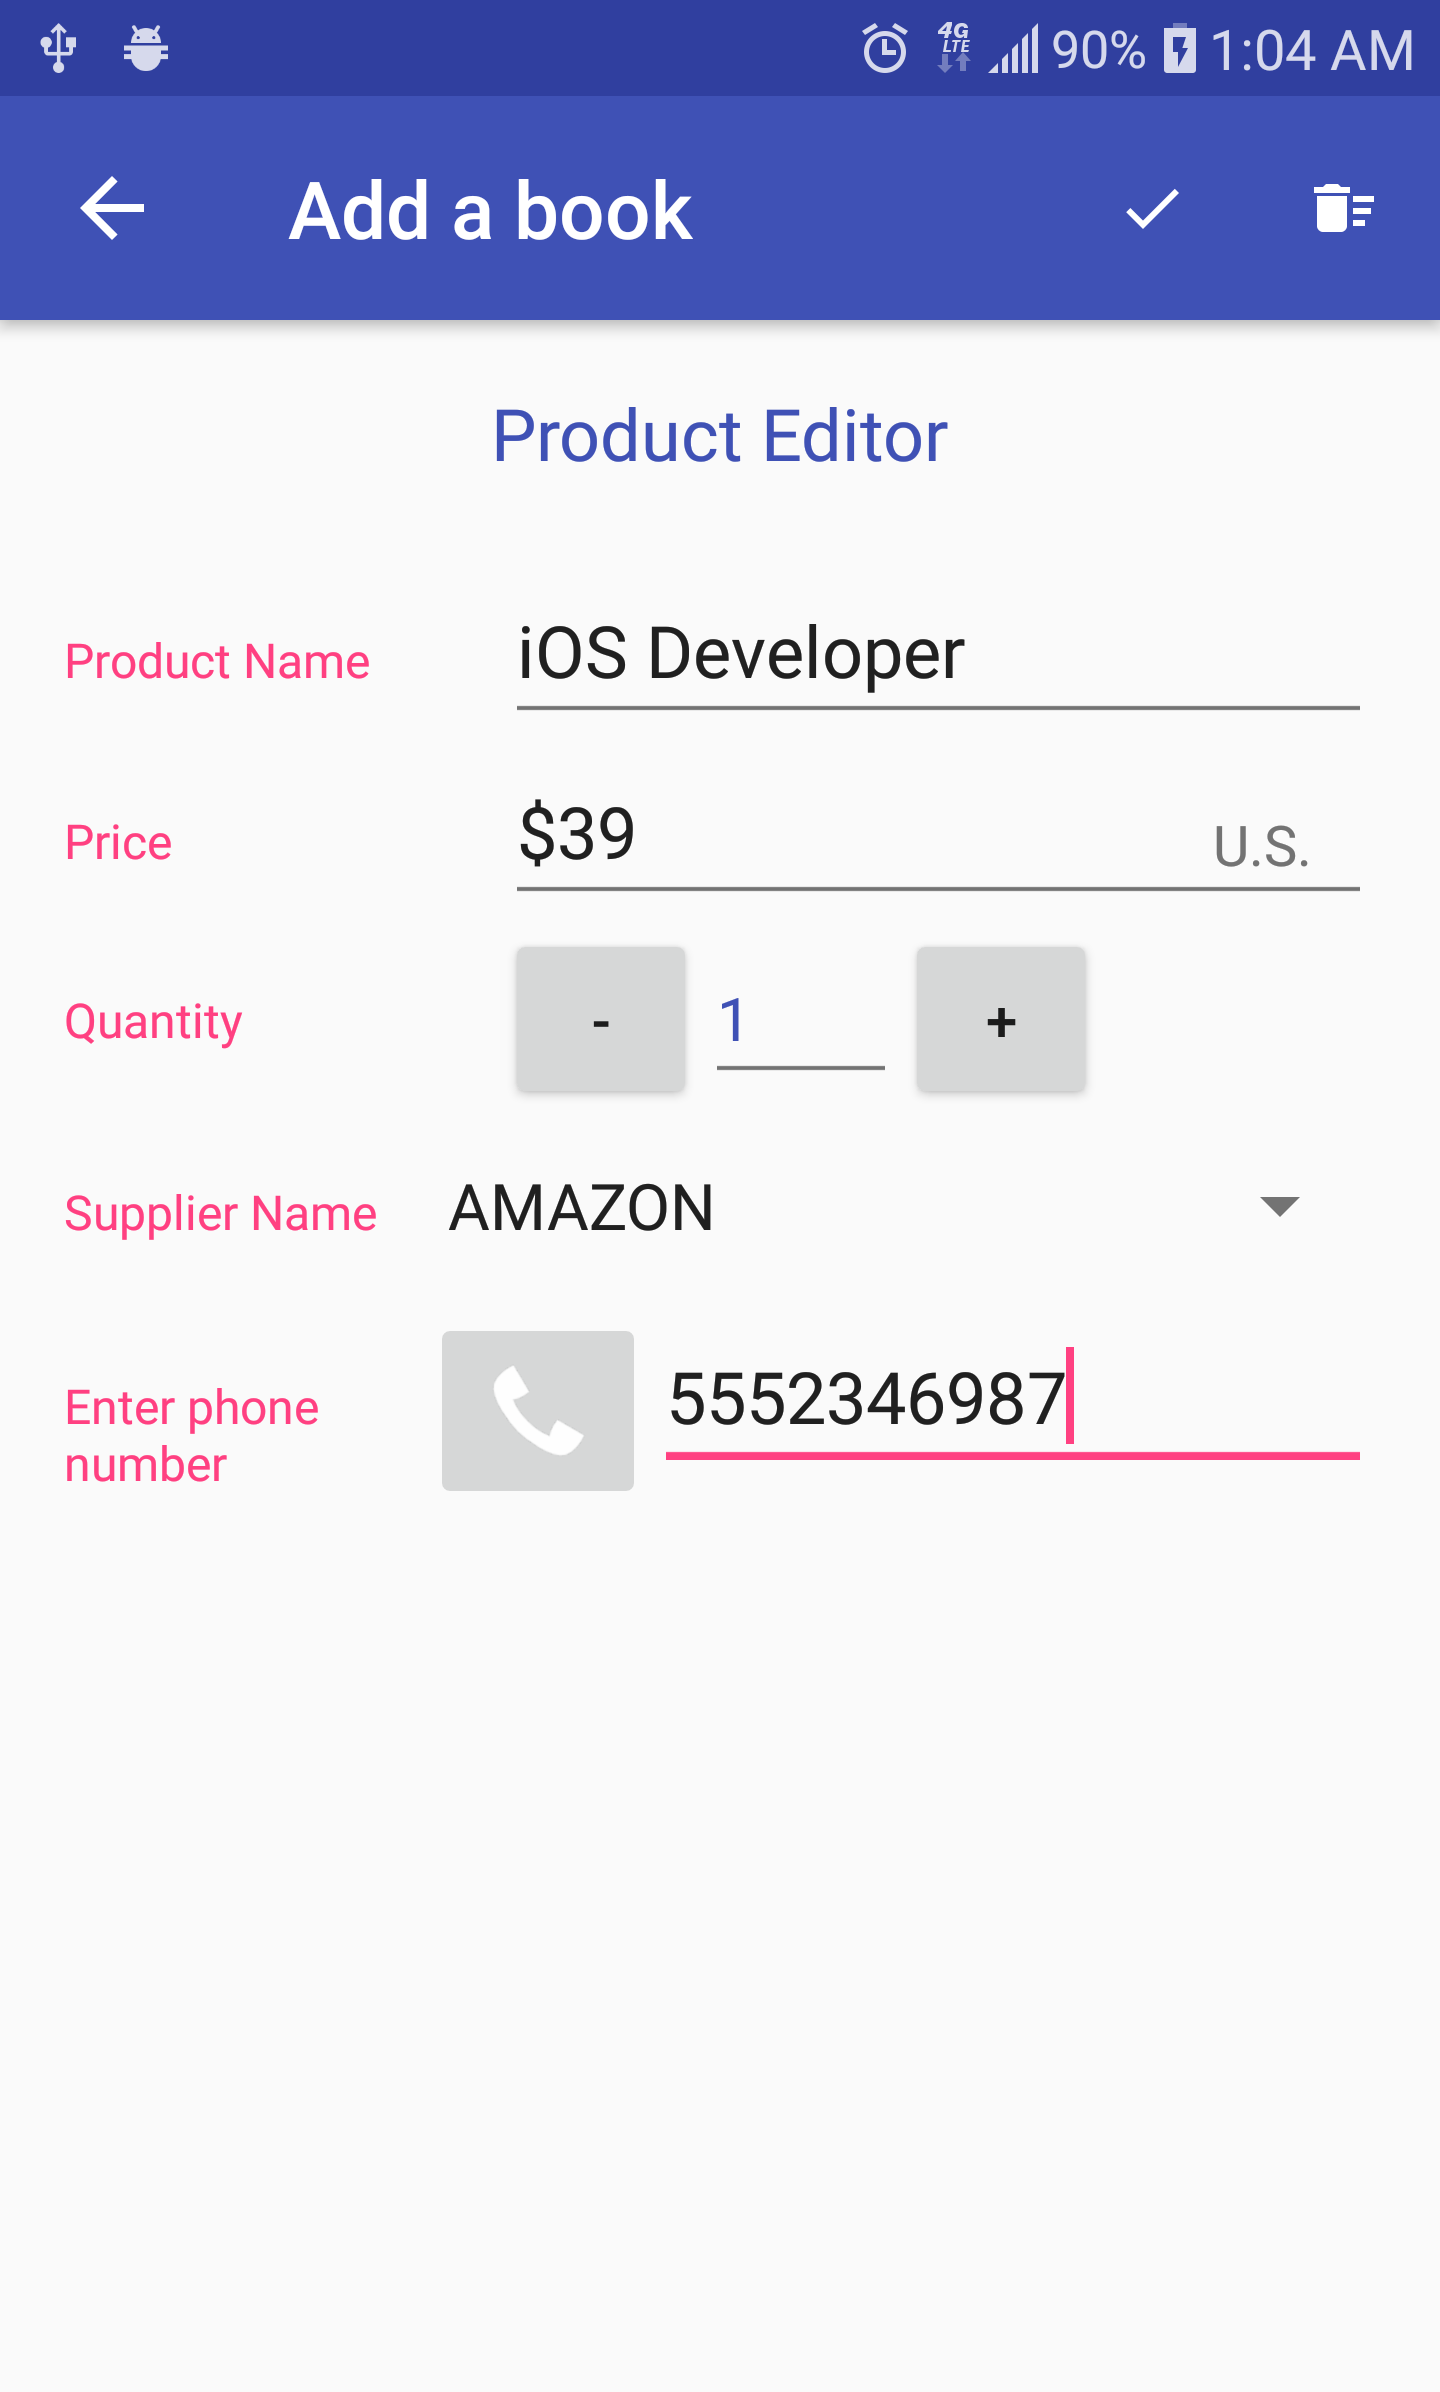 4G
LTE
90% 1:04 AM
Add a book
Product Editor
Product Name iOS Developer
Price $39 U.S.
Quantity - 1 +
Supplier Name AMAZON
Enter phone
number 5552346987